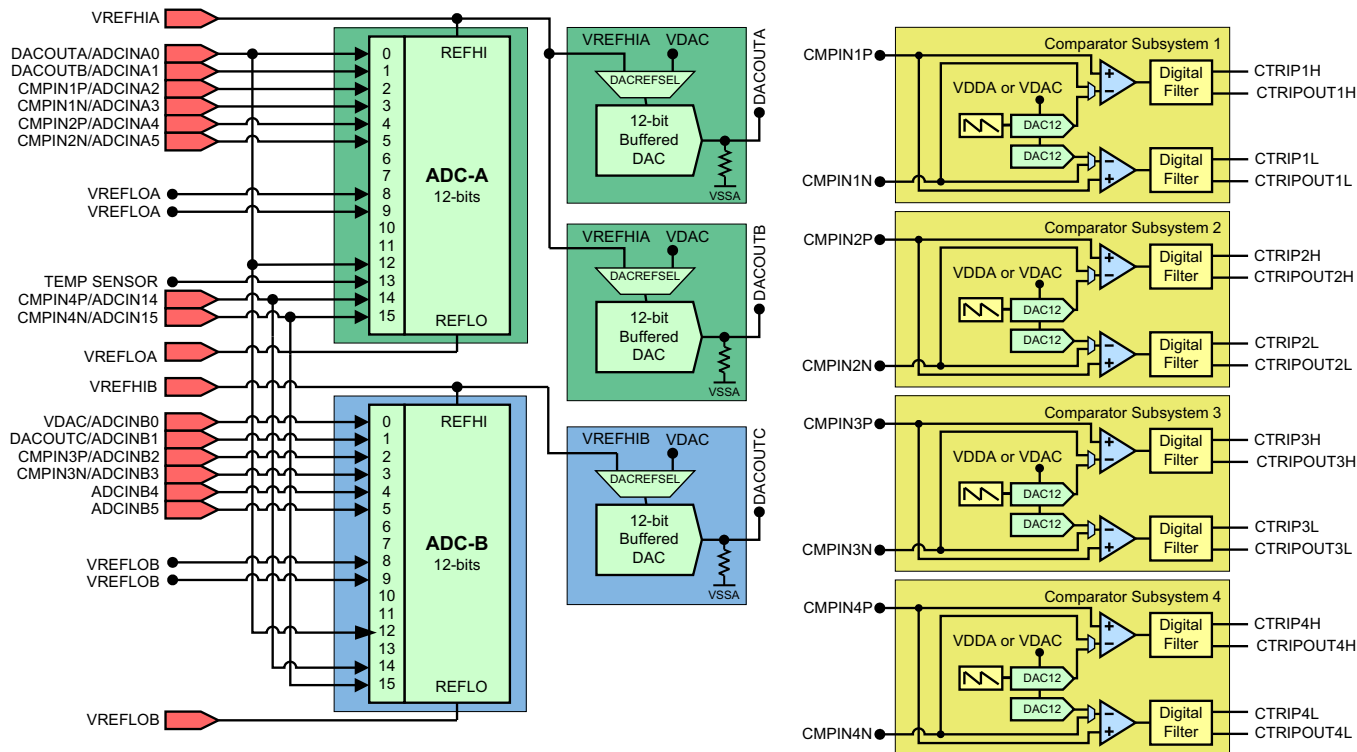 VREFHIA
DACOUTA/ADCINA0
DACOUTB/ADCINA1
CMPIN1P/ADCINA2
CMPIN1N/ADCINA3
CMPIN2P/ADCINA4
CMPIN2N/ADCINA5
VREFLOA
VREFLOA
TEMP SENSOR
CMPIN4P/ADCIN14
CMPIN4N/ADCIN15
VREFLOA
0
1
2
3
4
5
6
7
8
9
10
11
12
13
14
15
REFHI
ADC-A
12-bits
REFLO
VREFHIB
VDAC/ADCINB0
DACOUTC/ADCINB1
CMPIN3P/ADCINB2
CMPIN3N/ADCINB3
ADCINB4
ADCINB5
VREFLOB
VREFLOB
VREFLOB
0
1
2
3
4
5
6
7
8
9
10
11
12
13
14
15
REFHI
ADC-B
12-bits
REFLO
VREFHIA
VDAC
DACREFSEL
12-bit
Buffered
DAC
VSSA
DACOUTA
VREFHIA
VDAC
DACREFSEL
12-bit
Buffered
DAC
VSSA
DACOUTB
VREFHIB
VDAC
DACREFSEL
12-bit
Buffered
DAC
VSSA
DACOUTC
Comparator Subsystem 1
CMPIN1P
CMPIN1N
VDDA or VDAC
DAC12
DAC12
Digital
Filter
Digital
Filter
CTRIP1H
CTRIPOUT1H
CTRIP1L
CTRIPOUT1L
Comparator Subsystem 2
CMPIN2P
CMPIN2N
VDDA or VDAC
DAC12
DAC12
Digital
Filter
Digital
Filter
CTRIP2H
CTRIPOUT2H
CTRIP2L
CTRIPOUT2L
Comparator Subsystem 3
CMPIN3P
CMPIN3N
VDDA or VDAC
DAC12
DAC12
Digital
Filter
Digital
Filter
CTRIP3H
CTRIPOUT3H
CTRIP3L
CTRIPOUT3L
Comparator Subsystem 4
CMPIN4P
CMPIN4N
VDDA or VDAC
DAC12
DAC12
Digital
Filter
Digital
Filter
CTRIP4H
CTRIPOUT4H
CTRIP4L
CTRIPOUT4L